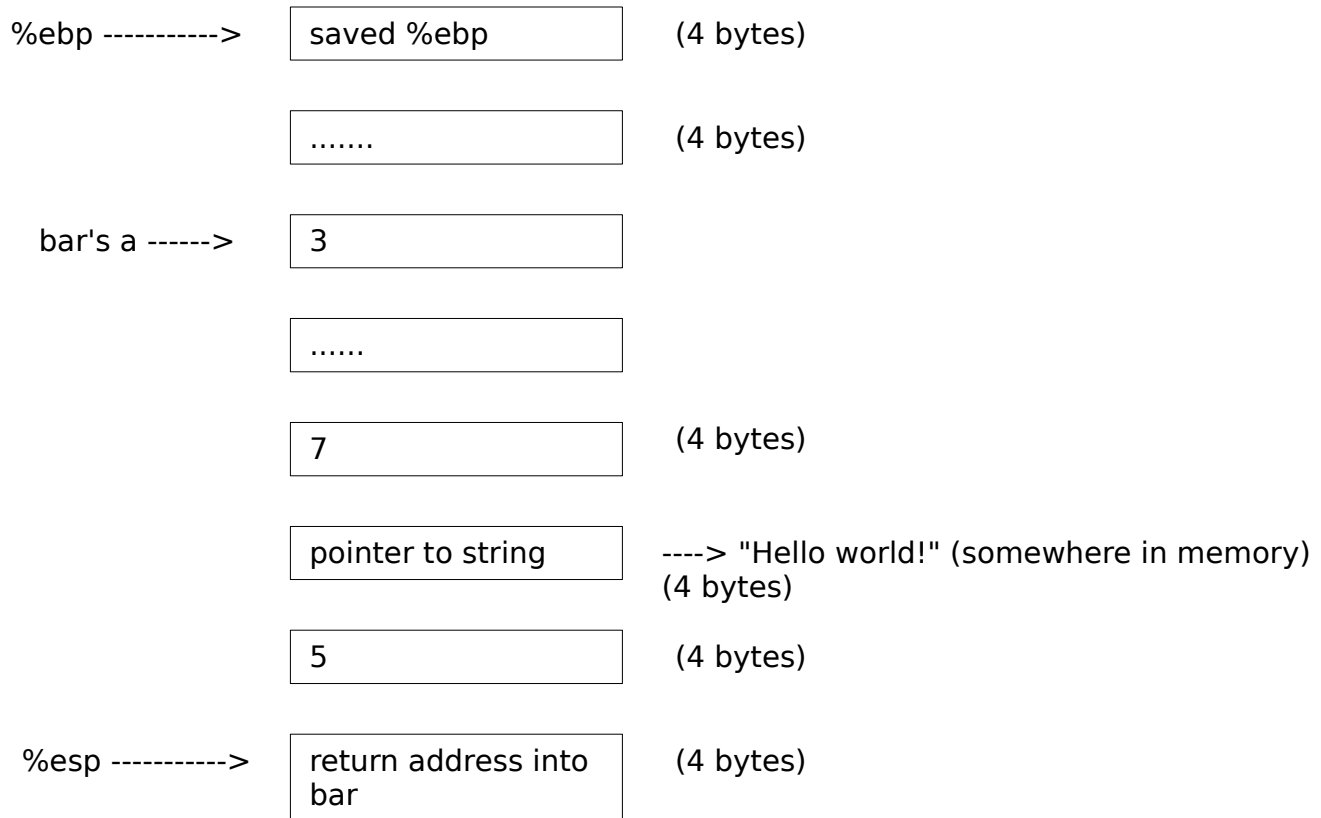 %ebp -----------> saved %ebp (4 bytes)
....... (4 bytes)
bar's a ------> 3
......
7 (4 bytes)
pointer to string ----> "Hello world!" (somewhere in memory)
(4 bytes)
5 (4 bytes)
%esp -----------> return address into (4 bytes)
bar